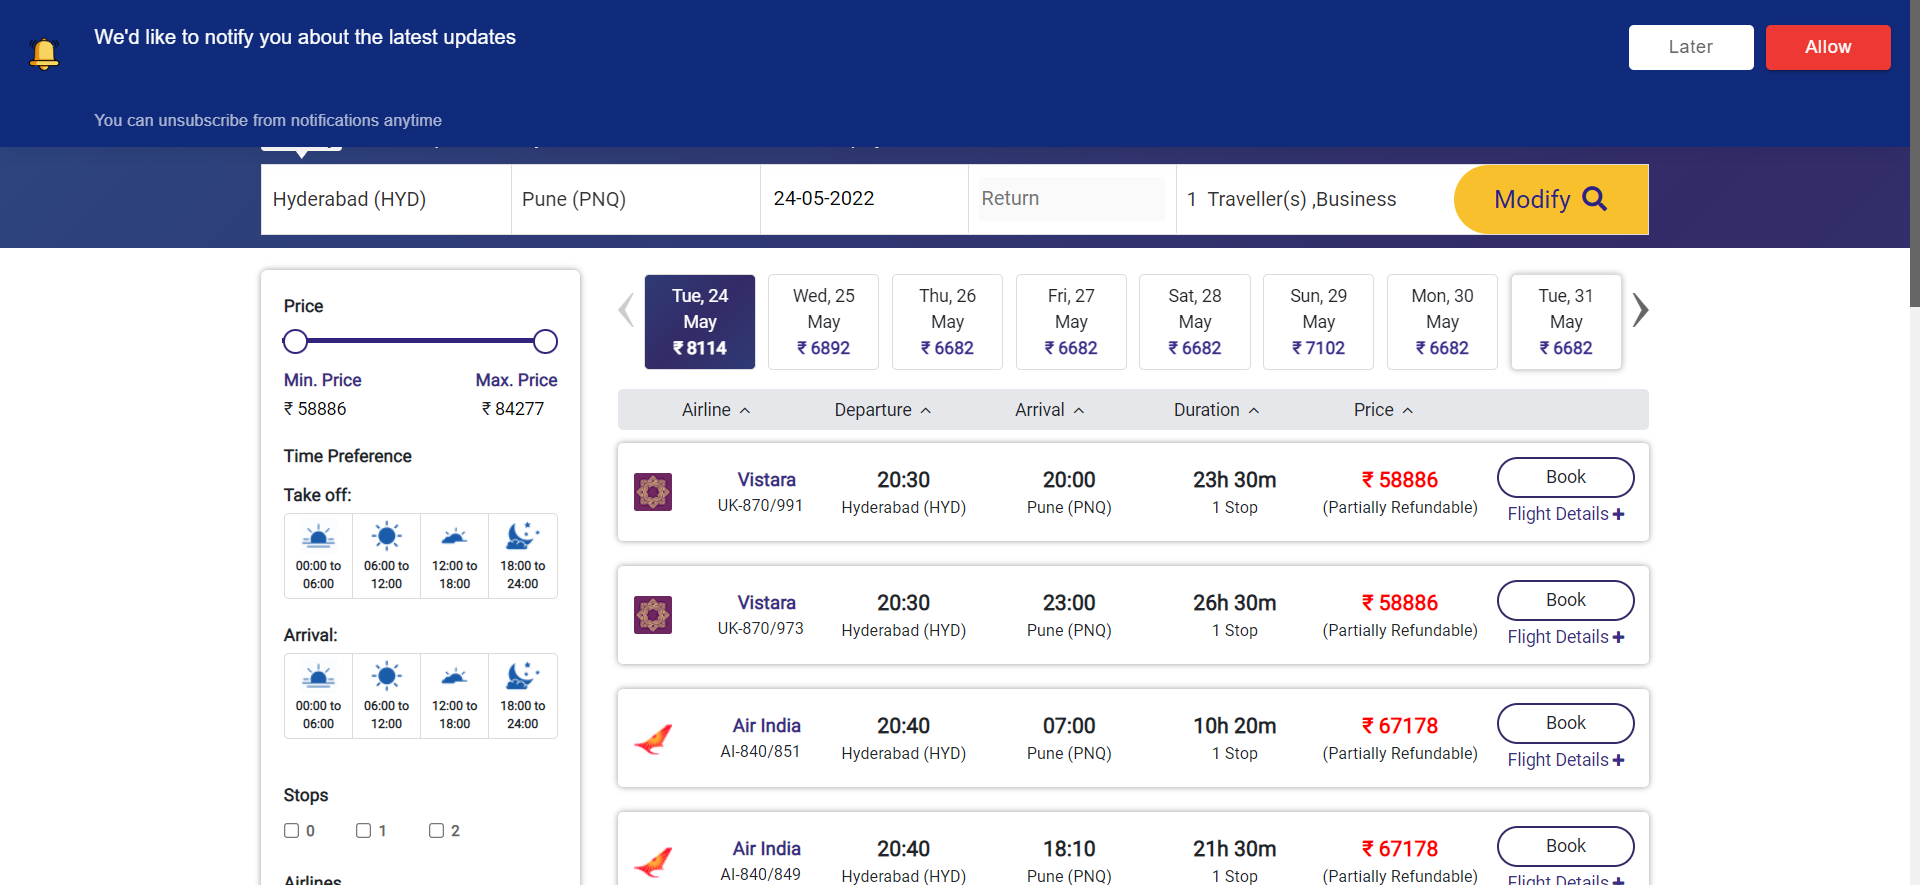 We'd like to notify you about the latest updates
Later
Allow
You can unsubscribe from notifications anytime
Hyderabad (HYD)
Pune (PNQ)
24-05-2022
Return
1 Traveller(s) ,Business
Modify
Price
Min. Price
Max. Price
₹ 58886
₹ 84277
Time Preference
Take off:
00:00 to
06:00
06:00 to
12:00
12:00 to
18:00
18:00 to
24:00
Arrival:
00:00 to
06:00
06:00 to
12:00
12:00 to
18:00
18:00 to
24:00
Stops
0
1
2
Airlines
Tue, 24
May
₹ 8114
Wed, 25
May
₹ 6892
Thu, 26
May
₹ 6682
Fri, 27
May
₹ 6682
Sat, 28
May
₹ 6682
Sun, 29
May
₹ 7102
Mon, 30
May
₹ 6682
Tue, 31
May
₹ 6682
Airline
Departure
Arrival
Duration
Price
Vistara
UK-870/991
20:30
Hyderabad (HYD)
20:00
Pune (PNQ)
23h 30m
1 Stop
₹ 58886
(Partially Refundable)
Book
Flight Details +
Vistara
UK-870/973
20:30
Hyderabad (HYD)
23:00
Pune (PNQ)
26h 30m
1 Stop
₹ 58886
(Partially Refundable)
Book
Flight Details +
Air India
AI-840/851
20:40
Hyderabad (HYD)
07:00
Pune (PNQ)
10h 20m
1 Stop
₹ 67178
(Partially Refundable)
Book
Flight Details +
Air India
AI-840/849
20:40
Hyderabad (HYD)
18:10
Pune (PNQ)
21h 30m
1 Stop
₹ 67178
(Partially Refundable)
Book
Flight Details +